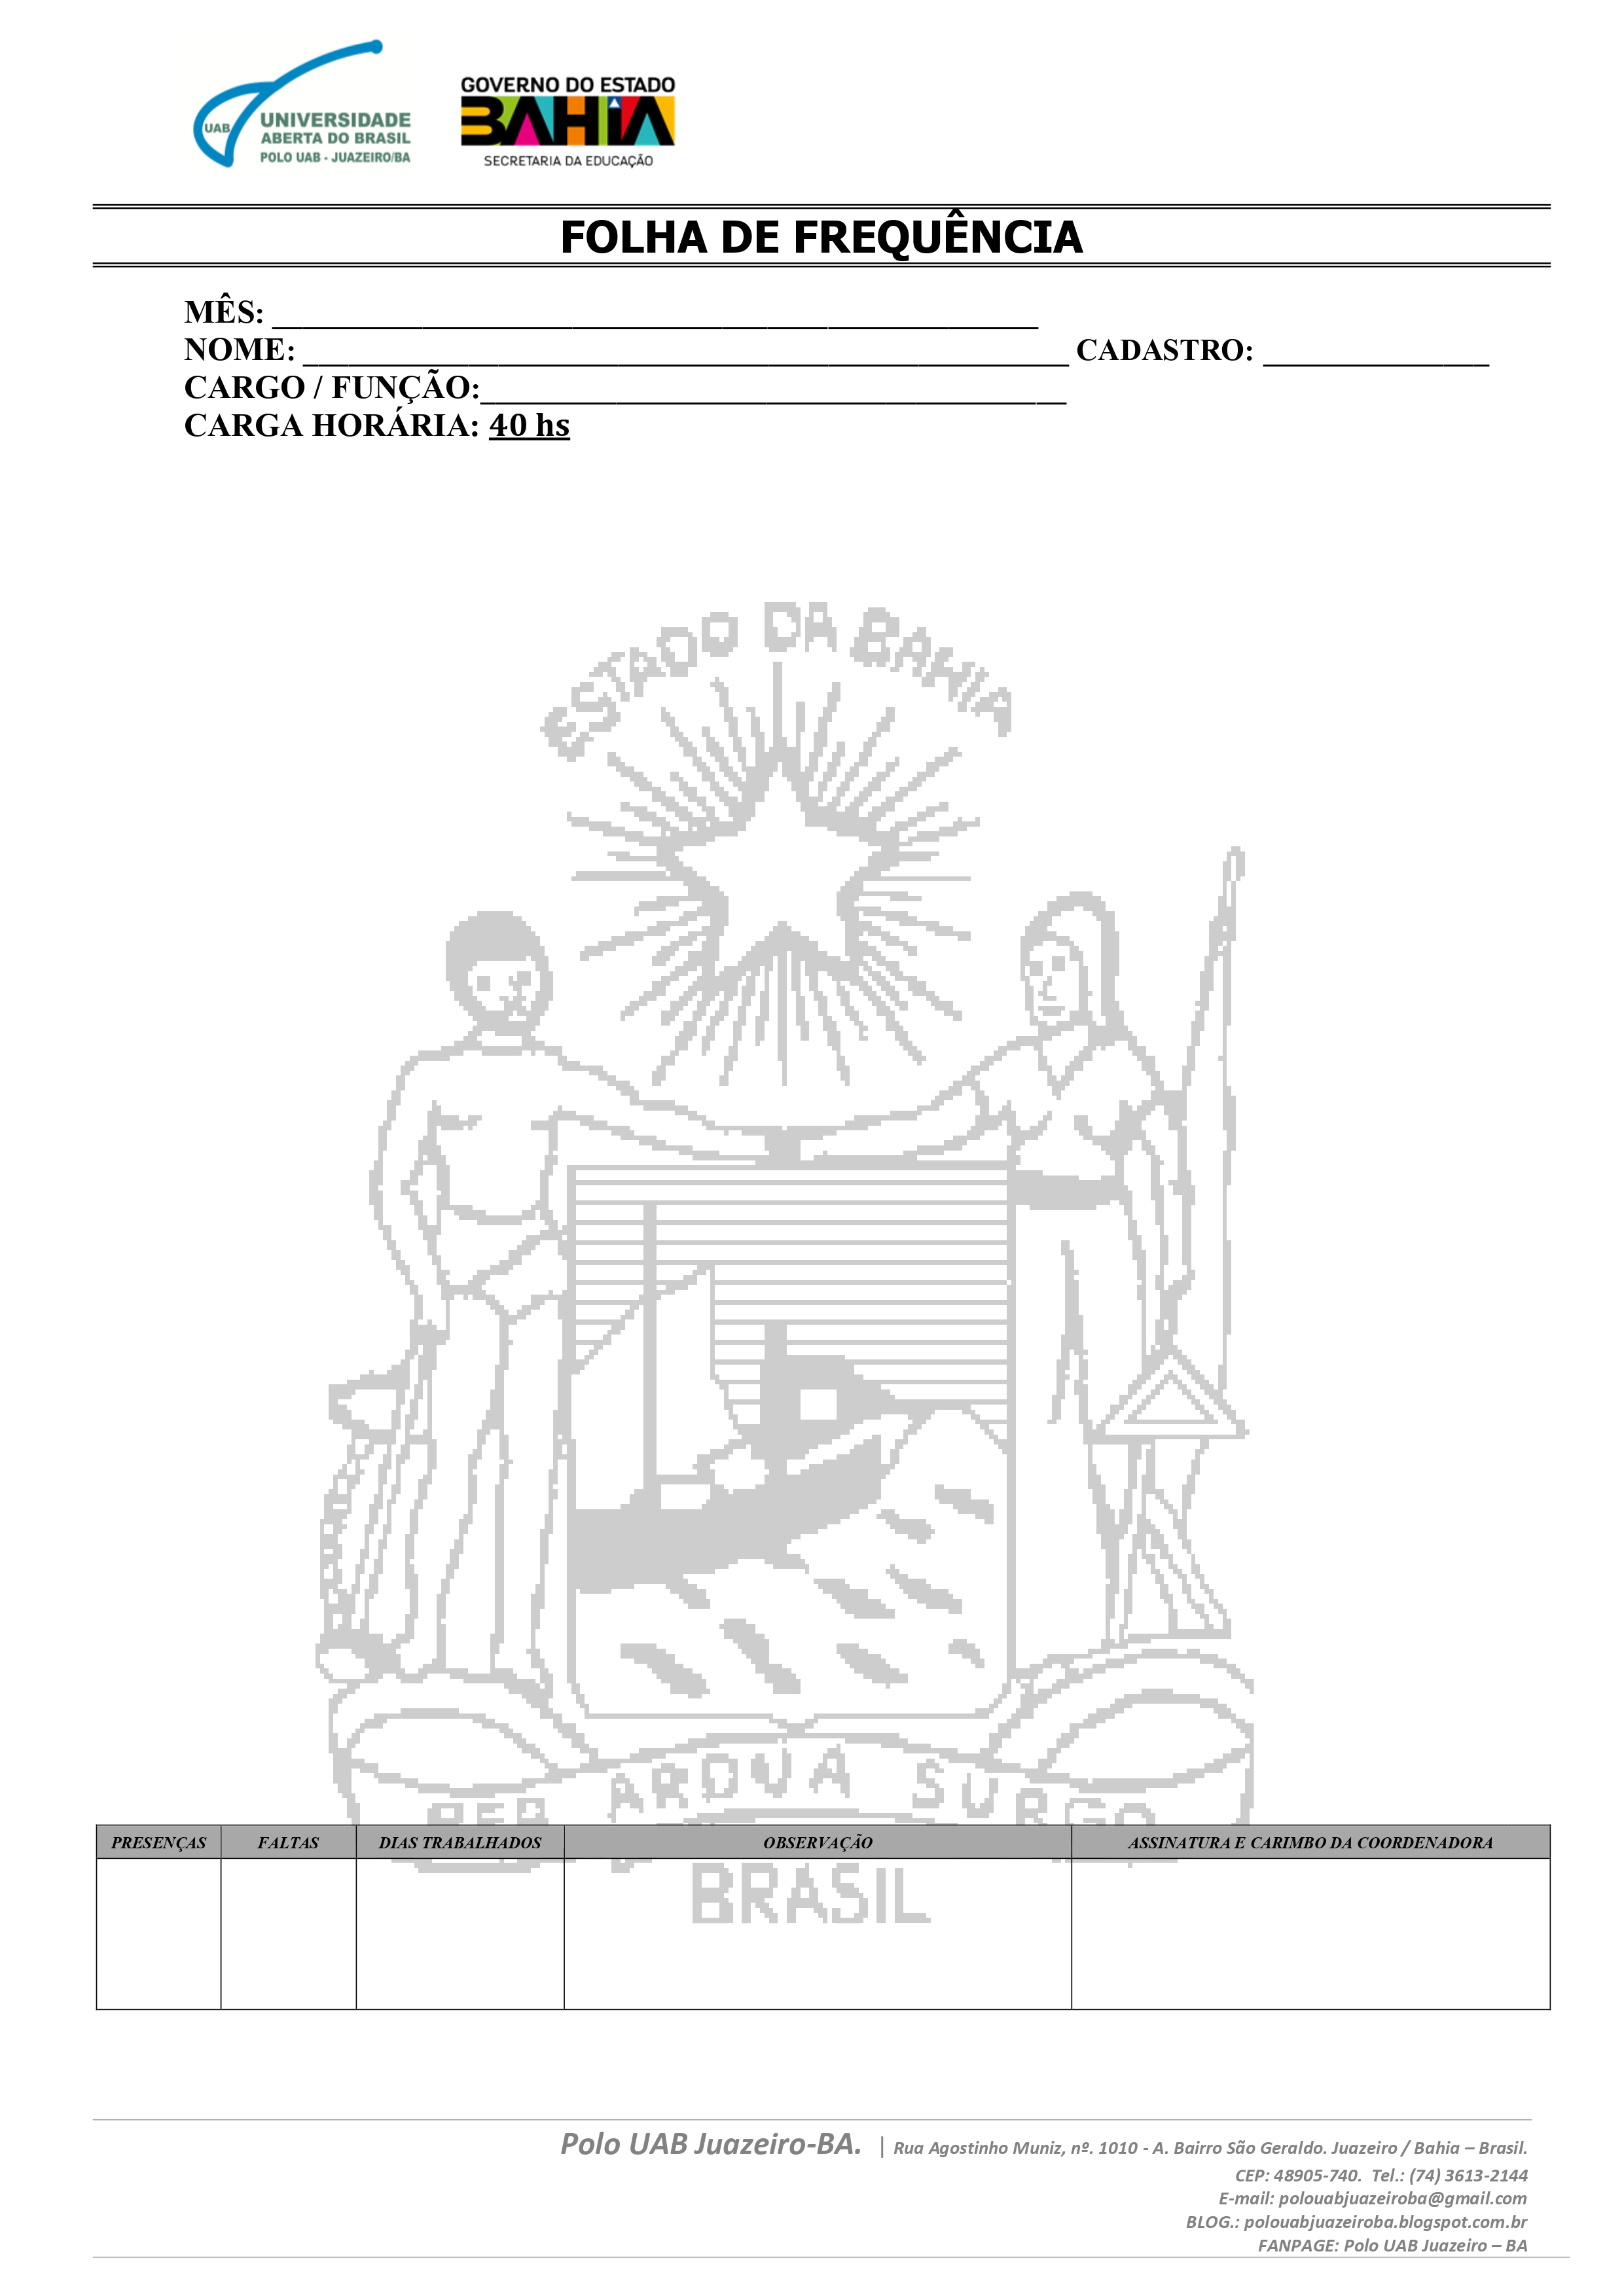 UAB
UNIVERSIDADE
ABERTA DO BRASIL
POLO UAB - JUAZEIRO/BA
GOVERNO DO ESTADO
BAHIA
SECRETARIA DA EDUCAÇÃO
FOLHA DE FREQUÊNCIA
MÊS: ___________________________________________________
NOME: ___________________________________________________ CADASTRO: _______________
CARGO / FUNÇÃO:_______________________________________
CARGA HORÁRIA: 40 hs
ESTADO DA BAHIA
PER ARDUA SURGO
PRESENÇAS FALTAS DIAS TRABALHADOS OBSERVAÇÃO ASSINATURA E CARIMBO DA COORDENADORA
BRASIL
Polo UAB Juazeiro-BA. | Rua Agostinho Muniz, nº. 1010 - A. Bairro São Geraldo. Juazeiro / Bahia – Brasil.
CEP: 48905-740. Tel.: (74) 3613-2144
E-mail: polouabjuazeiroba@gmail.com
BLOG.: polouabjuazeiroba.blogspot.com.br
FANPAGE: Polo UAB Juazeiro – BA